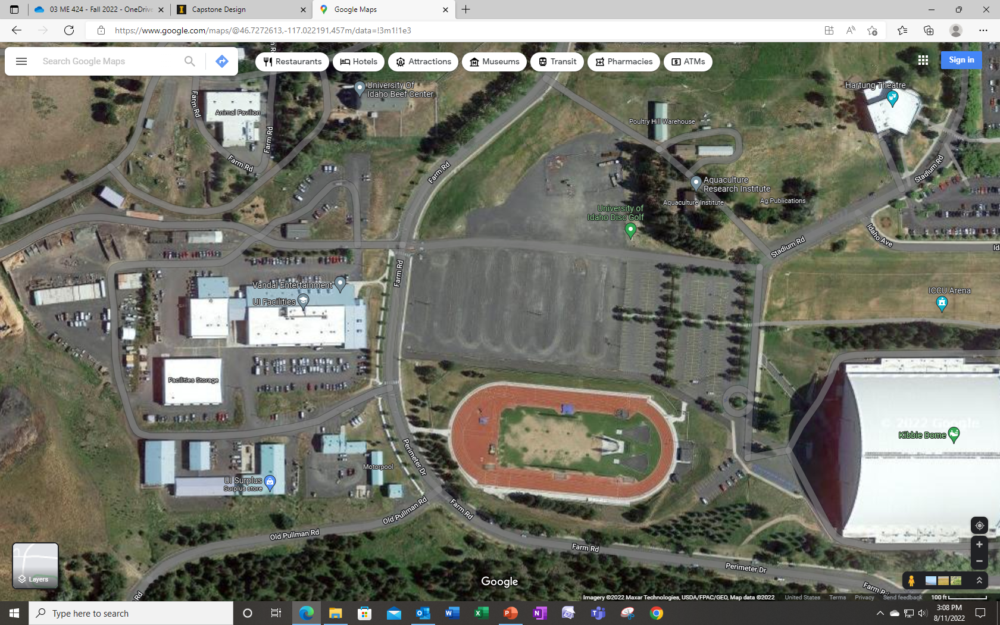 03 ME 424 - Fall 2022 - OneDrive
Capstone Design
Google Maps
https://www.google.com/maps/@46.7272613,-117.022191,457m/data=!3m1!1e3
Search Google Maps
Restaurants
Hotels
Attractions
Museums
Transit
Pharmacies
ATMs
Sign in
University Of
Idaho Beef Center
Hartung Theatre
Farm Rd
Animal Pavilion
Farm Rd
Farm Rd
Poultry Hill Warehouse
Farm Rd
Stadium Rd
Aquaculture
Research Institute
Aquaculture Institute
Ag Publications
University of
Idaho Disc Golf
Idaho Ave
Stadium Rd
Farm Rd
Vandal Entertainment
UI Facilities
ICCU Arena
Facilities Storage
© 2022 Google
Kibbie Dome
Perimeter Dr
Motorpool
UI Surplus
Surplus store
Old Pullman Rd
Farm Rd
Old Pullman Rd
Farm Rd
Perimeter Dr
Farm Rd
Rd
Layers
Google
Imagery ©2022 Maxar Technologies, USDA/FPAC/GEO, Map data ©2022
United States
Terms
Privacy
Send feedback
100 ft
Type here to search
3:08 PM
8/11/2022